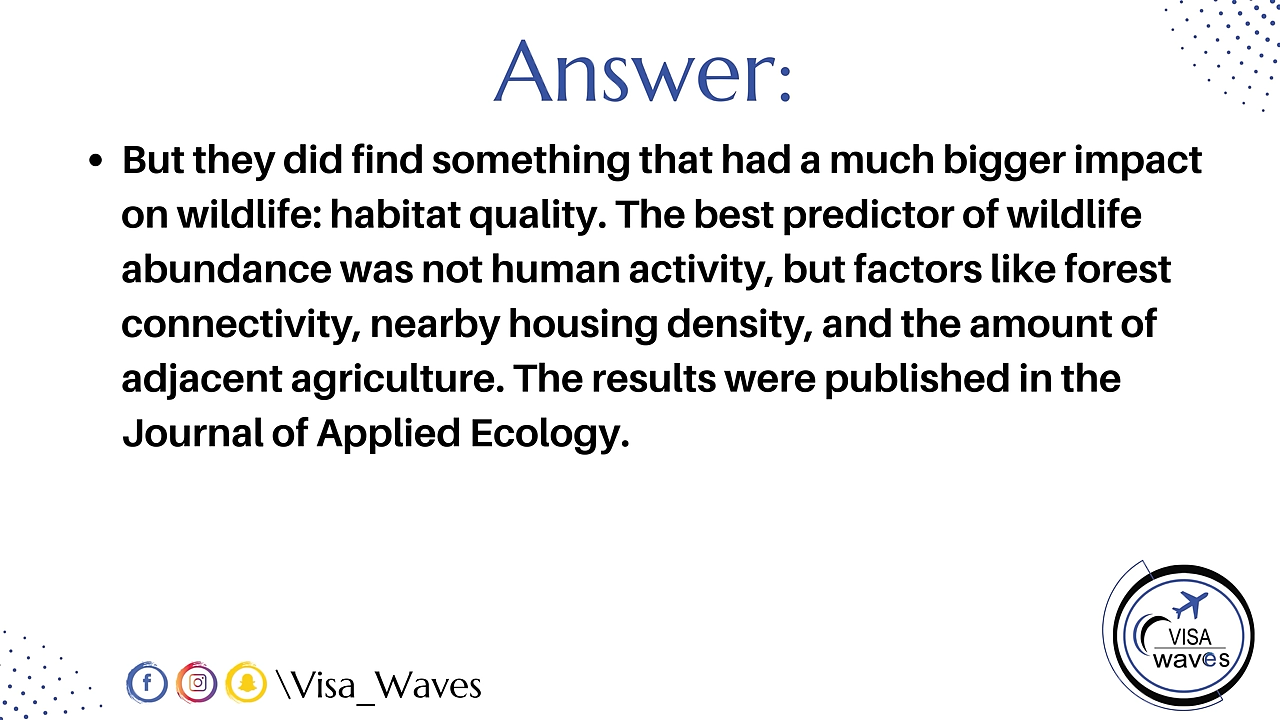 Answer:
• But they did find something that had a much bigger impact
on wildlife: habitat quality. The best predictor of wildlife
abundance was not human activity, but factors like forest
connectivity, nearby housing density, and the amount of
adjacent agriculture. The results were published in the
Journal of Applied Ecology.
VISA
waves
\Visa_Waves